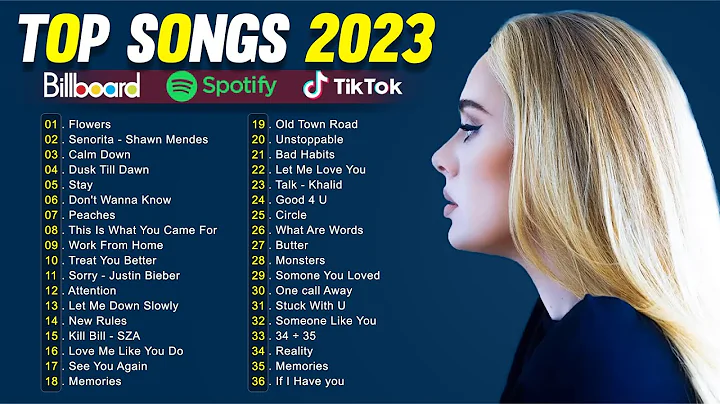 TOP SONGS 2023
Billboard Spotify TikTok
01 . Flowers
02 . Senorita - Shawn Mendes
03 . Calm Down
04 . Dusk Till Dawn
05 . Stay
06 . Don't Wanna Know
07 . Peaches
08 . This Is What You Came For
09 . Work From Home
10 . Treat You Better
11 . Sorry - Justin Bieber
12 . Attention
13 . Let Me Down Slowly
14 . New Rules
15 . Kill Bill - SZA
16 . Love Me Like You Do
17 . See You Again
18 . Memories
19 . Old Town Road
20 . Unstoppable
21 . Bad Habits
22 . Let Me Love You
23 . Talk - Khalid
24 . Good 4 U
25 . Circle
26 . What Are Words
27 . Butter
28 . Monsters
29 . Somone You Loved
30 . One call Away
31 . Stuck With U
32 . Someone Like You
33 . 34 + 35
34 . Reality
35 . Memories
36 . If I Have you